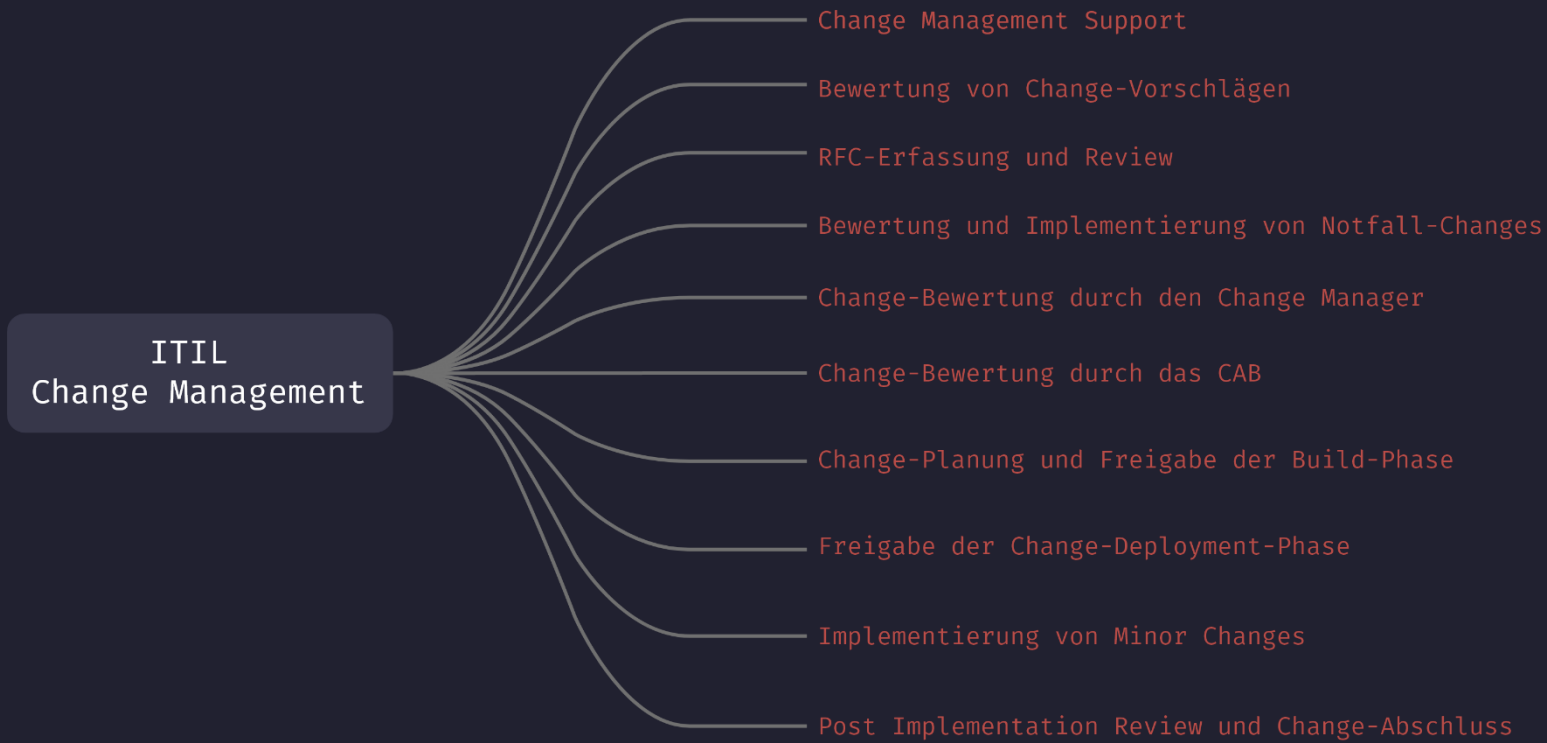 ITIL
Change Management
Change Management Support
Bewertung von Change-Vorschlägen
RFC-Erfassung und Review
Bewertung und Implementierung von Notfall-Changes
Change-Bewertung durch den Change Manager
Change-Bewertung durch das CAB
Change-Planung und Freigabe der Build-Phase
Freigabe der Change-Deployment-Phase
Implementierung von Minor Changes
Post Implementation Review und Change-Abschluss